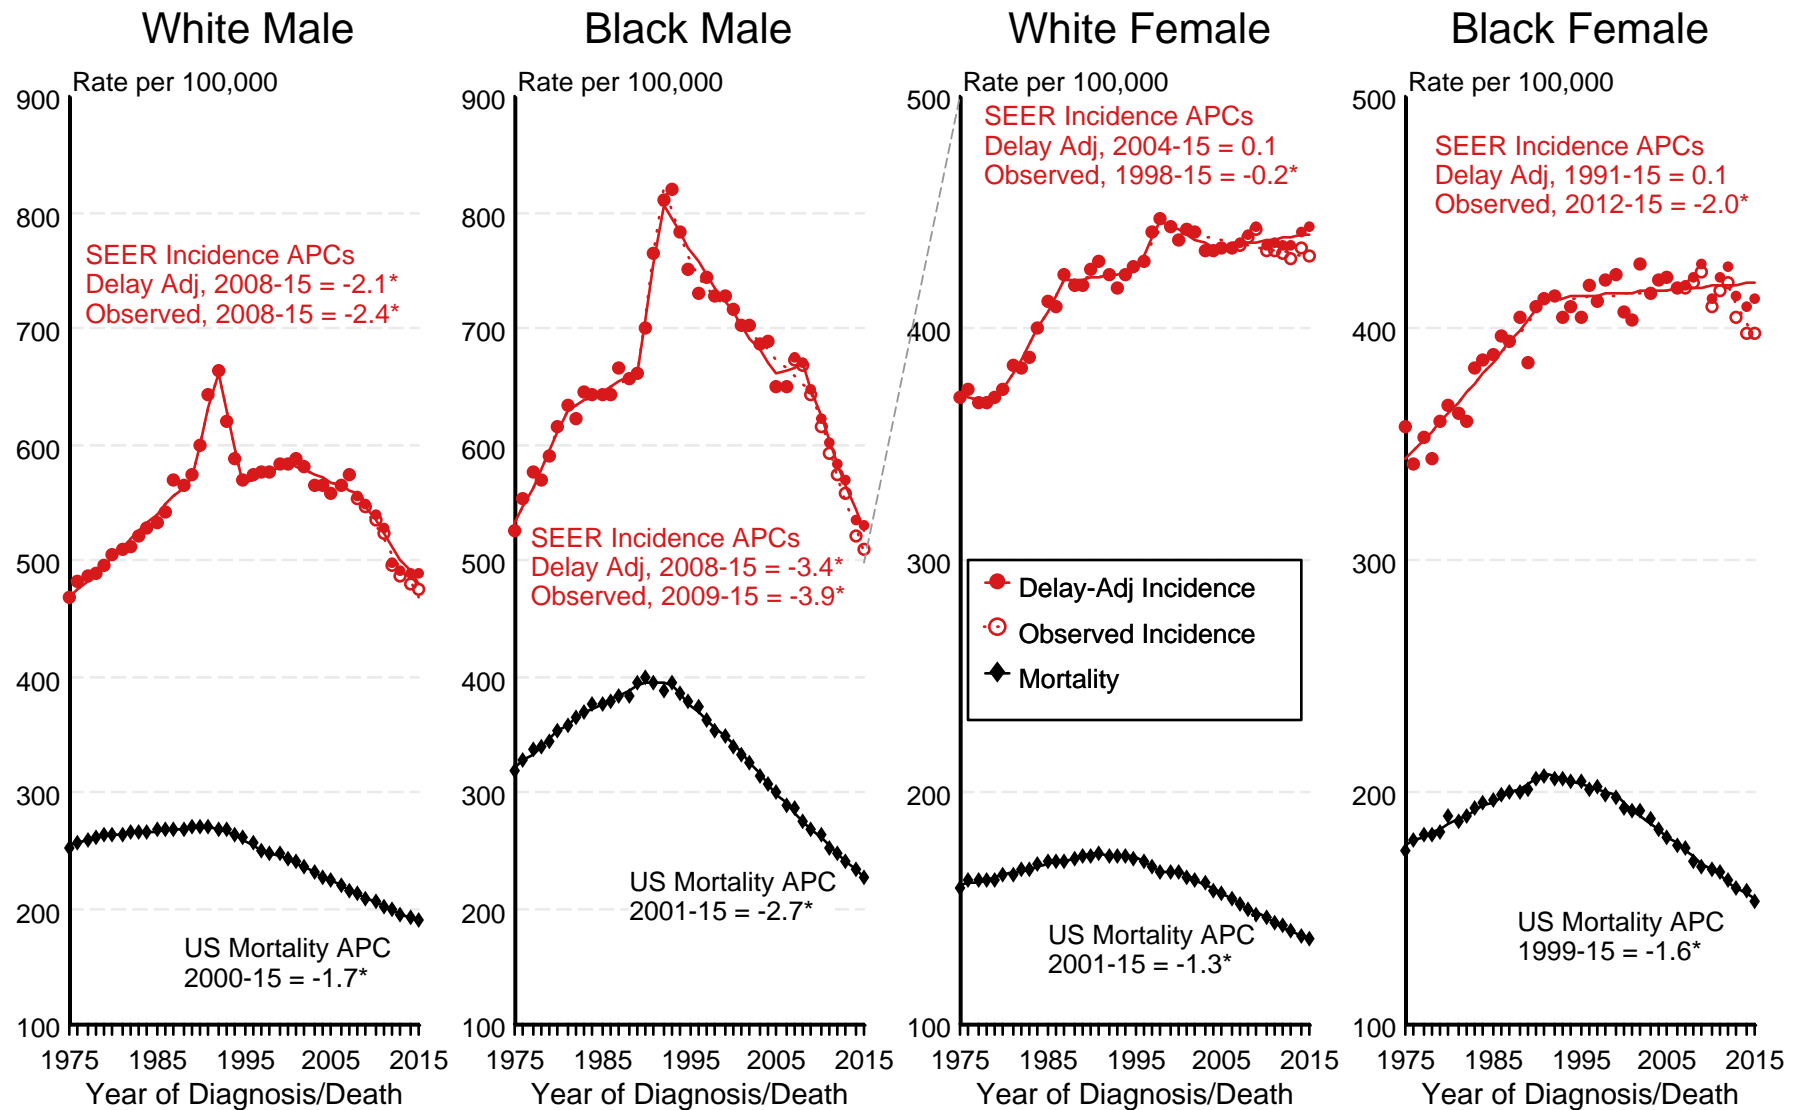 White Male
Rate per 100,000
900
800
700
600
500
400
300
200
100
SEER Incidence APCs
Delay Adj, 2008-15 = -2.1*
Observed, 2008-15 = -2.4*
US Mortality APC
2000-15 = -1.7*
1975 1985 1995 2005 2015
Year of Diagnosis/Death
Black Male
Rate per 100,000
900
800
700
600
500
400
300
200
100
SEER Incidence APCs
Delay Adj, 2008-15 = -3.4*
Observed, 2009-15 = -3.9*
US Mortality APC
2001-15 = -2.7*
1975 1985 1995 2005 2015
Year of Diagnosis/Death
White Female
Rate per 100,000
500
400
300
200
100
SEER Incidence APCs
Delay Adj, 2004-15 = 0.1
Observed, 1998-15 = -0.2*
Delay-Adj Incidence
Observed Incidence
Mortality
US Mortality APC
2001-15 = -1.3*
1975 1985 1995 2005 2015
Year of Diagnosis/Death
Black Female
Rate per 100,000
500
400
300
200
100
SEER Incidence APCs
Delay Adj, 1991-15 = 0.1
Observed, 2012-15 = -2.0*
US Mortality APC
1999-15 = -1.6*
1975 1985 1995 2005 2015
Year of Diagnosis/Death